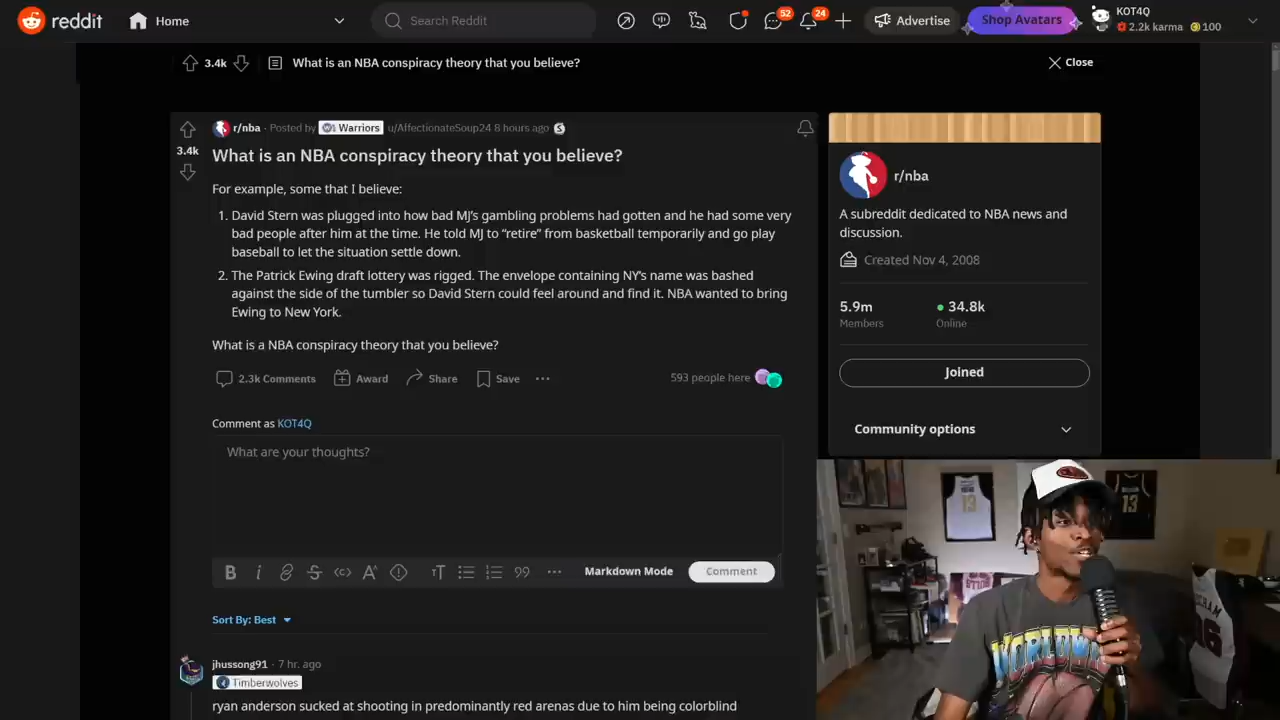 reddit
Home
Search Reddit
52
24
Advertise
Shop Avatars
KOT4Q
2.2k karma
100
3.4k
What is an NBA conspiracy theory that you believe?
Close
r/nba · Posted by Warriors u/AffectionateSoup24 8 hours ago
3.4k
What is an NBA conspiracy theory that you believe?
For example, some that I believe:
1. David Stern was plugged into how bad MJ's gambling problems had gotten and he had some very
bad people after him at the time. He told MJ to “retire” from basketball temporarily and go play
baseball to let the situation settle down.
2. The Patrick Ewing draft lottery was rigged. The envelope containing NY's name was bashed
against the side of the tumbler so David Stern could feel around and find it. NBA wanted to bring
Ewing to New York.
What is a NBA conspiracy theory that you believe?
2.3k Comments
Award
Share
Save
593 people here
Comment as KOT4Q
What are your thoughts?
Markdown Mode
Comment
Sort By: Best
jhussong91 · 7 hr. ago
Timberwolves
ryan anderson sucked at shooting in predominantly red arenas due to him being colorblind
r/nba
A subreddit dedicated to NBA news and
discussion.
Created Nov 4, 2008
5.9m
Members
34.8k
Online
Joined
Community options
13
13